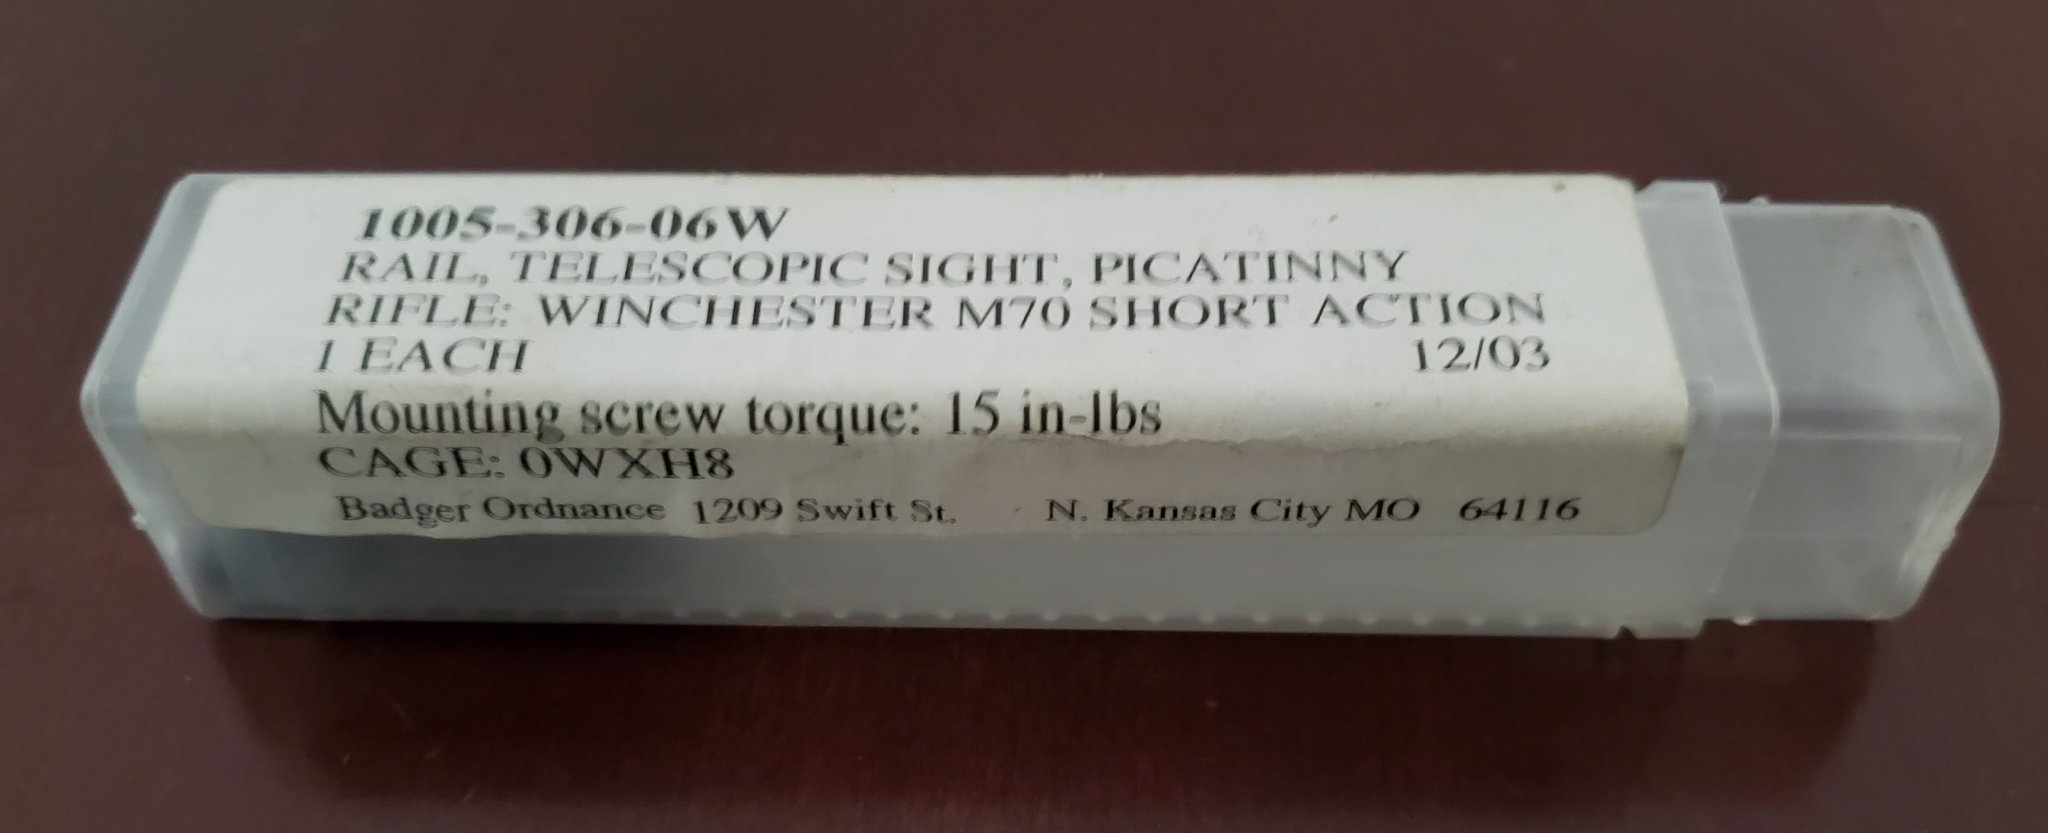 1005-306-06W
RAIL, TELESCOPIC SIGHT, PICATINNY
RIFLE: WINCHESTER M70 SHORT ACTION
1 EACH 12/03
Mounting screw torque: 15 in-lbs
CAGE: 0WXH8
Badger Ordnance 1209 Swift St. N. Kansas City MO 64116